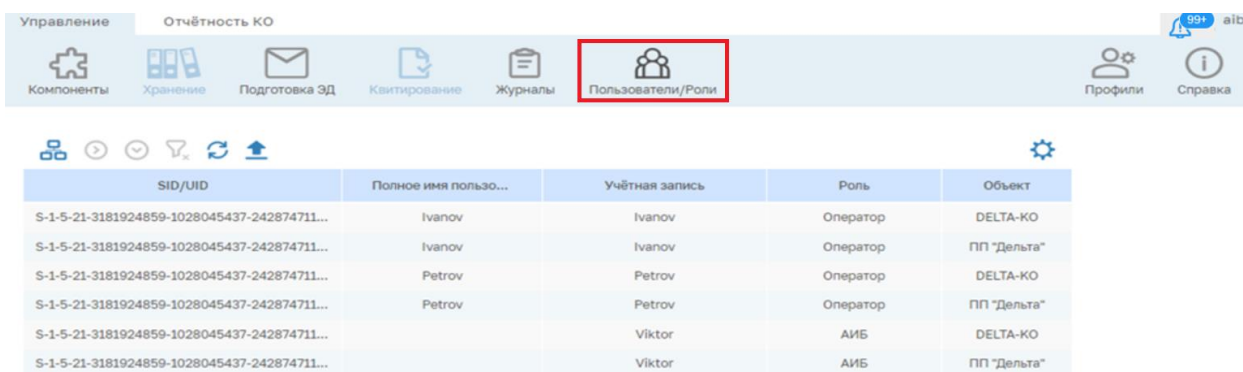 Управление Отчётность КО 99+ aib
Компоненты Хранение Подготовка ЭД Квитирование Журналы Пользователи/Роли Профили Справка
SID/UID Полное имя пользо... Учётная запись Роль Объект
S-1-5-21-3181924859-1028045437-242874711... Ivanov Ivanov Оператор DELTA-KO
S-1-5-21-3181924859-1028045437-242874711... Ivanov Ivanov Оператор ПП "Дельта"
S-1-5-21-3181924859-1028045437-242874711... Petrov Petrov Оператор DELTA-KO
S-1-5-21-3181924859-1028045437-242874711... Petrov Petrov Оператор ПП "Дельта"
S-1-5-21-3181924859-1028045437-242874711... Viktor АИБ DELTA-KO
S-1-5-21-3181924859-1028045437-242874711... Viktor АИБ ПП "Дельта"